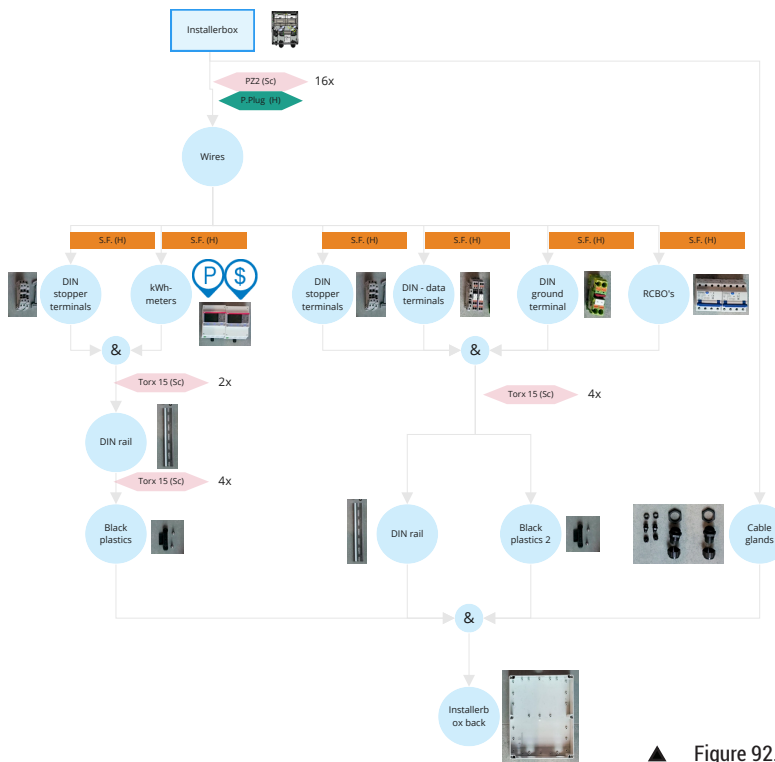 Installerbox
PZ2 (Sc)
16x
P.Plug (H)
Wires
S.F. (H)
S.F. (H)
S.F. (H)
S.F. (H)
S.F. (H)
S.F. (H)
DIN
stopper
terminals
kWh-
meters
P
$
DIN
stopper
terminals
DIN - data
terminals
DIN
ground
terminal
RCBO's
&
&
Torx 15 (Sc)
2x
Torx 15 (Sc)
4x
DIN rail
Torx 15 (Sc)
4x
Black
plastics
DIN rail
Black
plastics 2
Cable
glands
&
Installerb
ox back
▲ Figure 92.